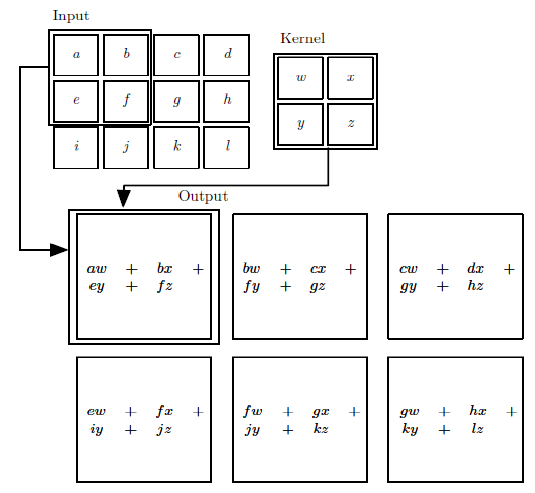 Input
a b c d
Kernel
w x
e f g h
y z
i j k l
Output
aw + bx + bw + cx + cw + dx +
ey + fz fy + gz gy + hz
ew + fx + fw + gx + gw + hx +
iy + jz jy + kz ky + lz